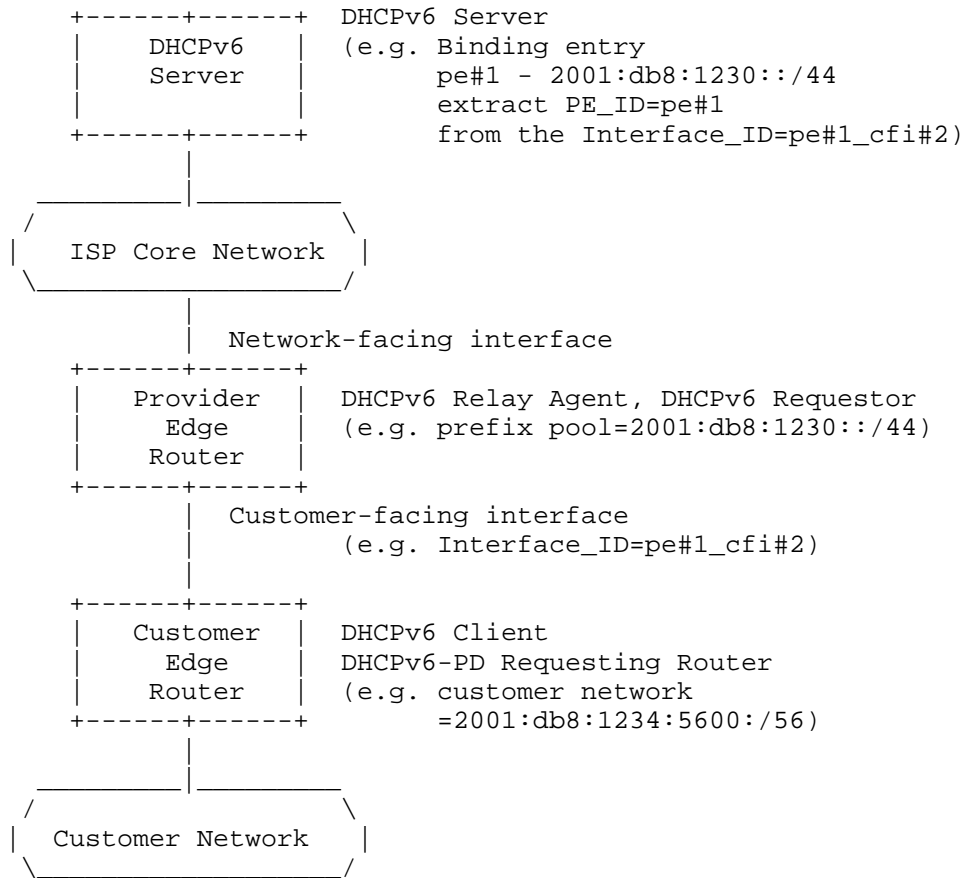 DHCPv6 Server
DHCPv6 (e.g. Binding entry
Server pe#1 - 2001:db8:1230::/44
extract PE_ID=pe#1
from the Interface_ID=pe#1_cfi#2)
ISP Core Network
Network-facing interface
Provider DHCPv6 Relay Agent, DHCPv6 Requestor
Edge (e.g. prefix pool=2001:db8:1230::/44)
Router
Customer-facing interface
(e.g. Interface_ID=pe#1_cfi#2)
Customer DHCPv6 Client
Edge DHCPv6-PD Requesting Router
Router (e.g. customer network
=2001:db8:1234:5600:/56)
Customer Network